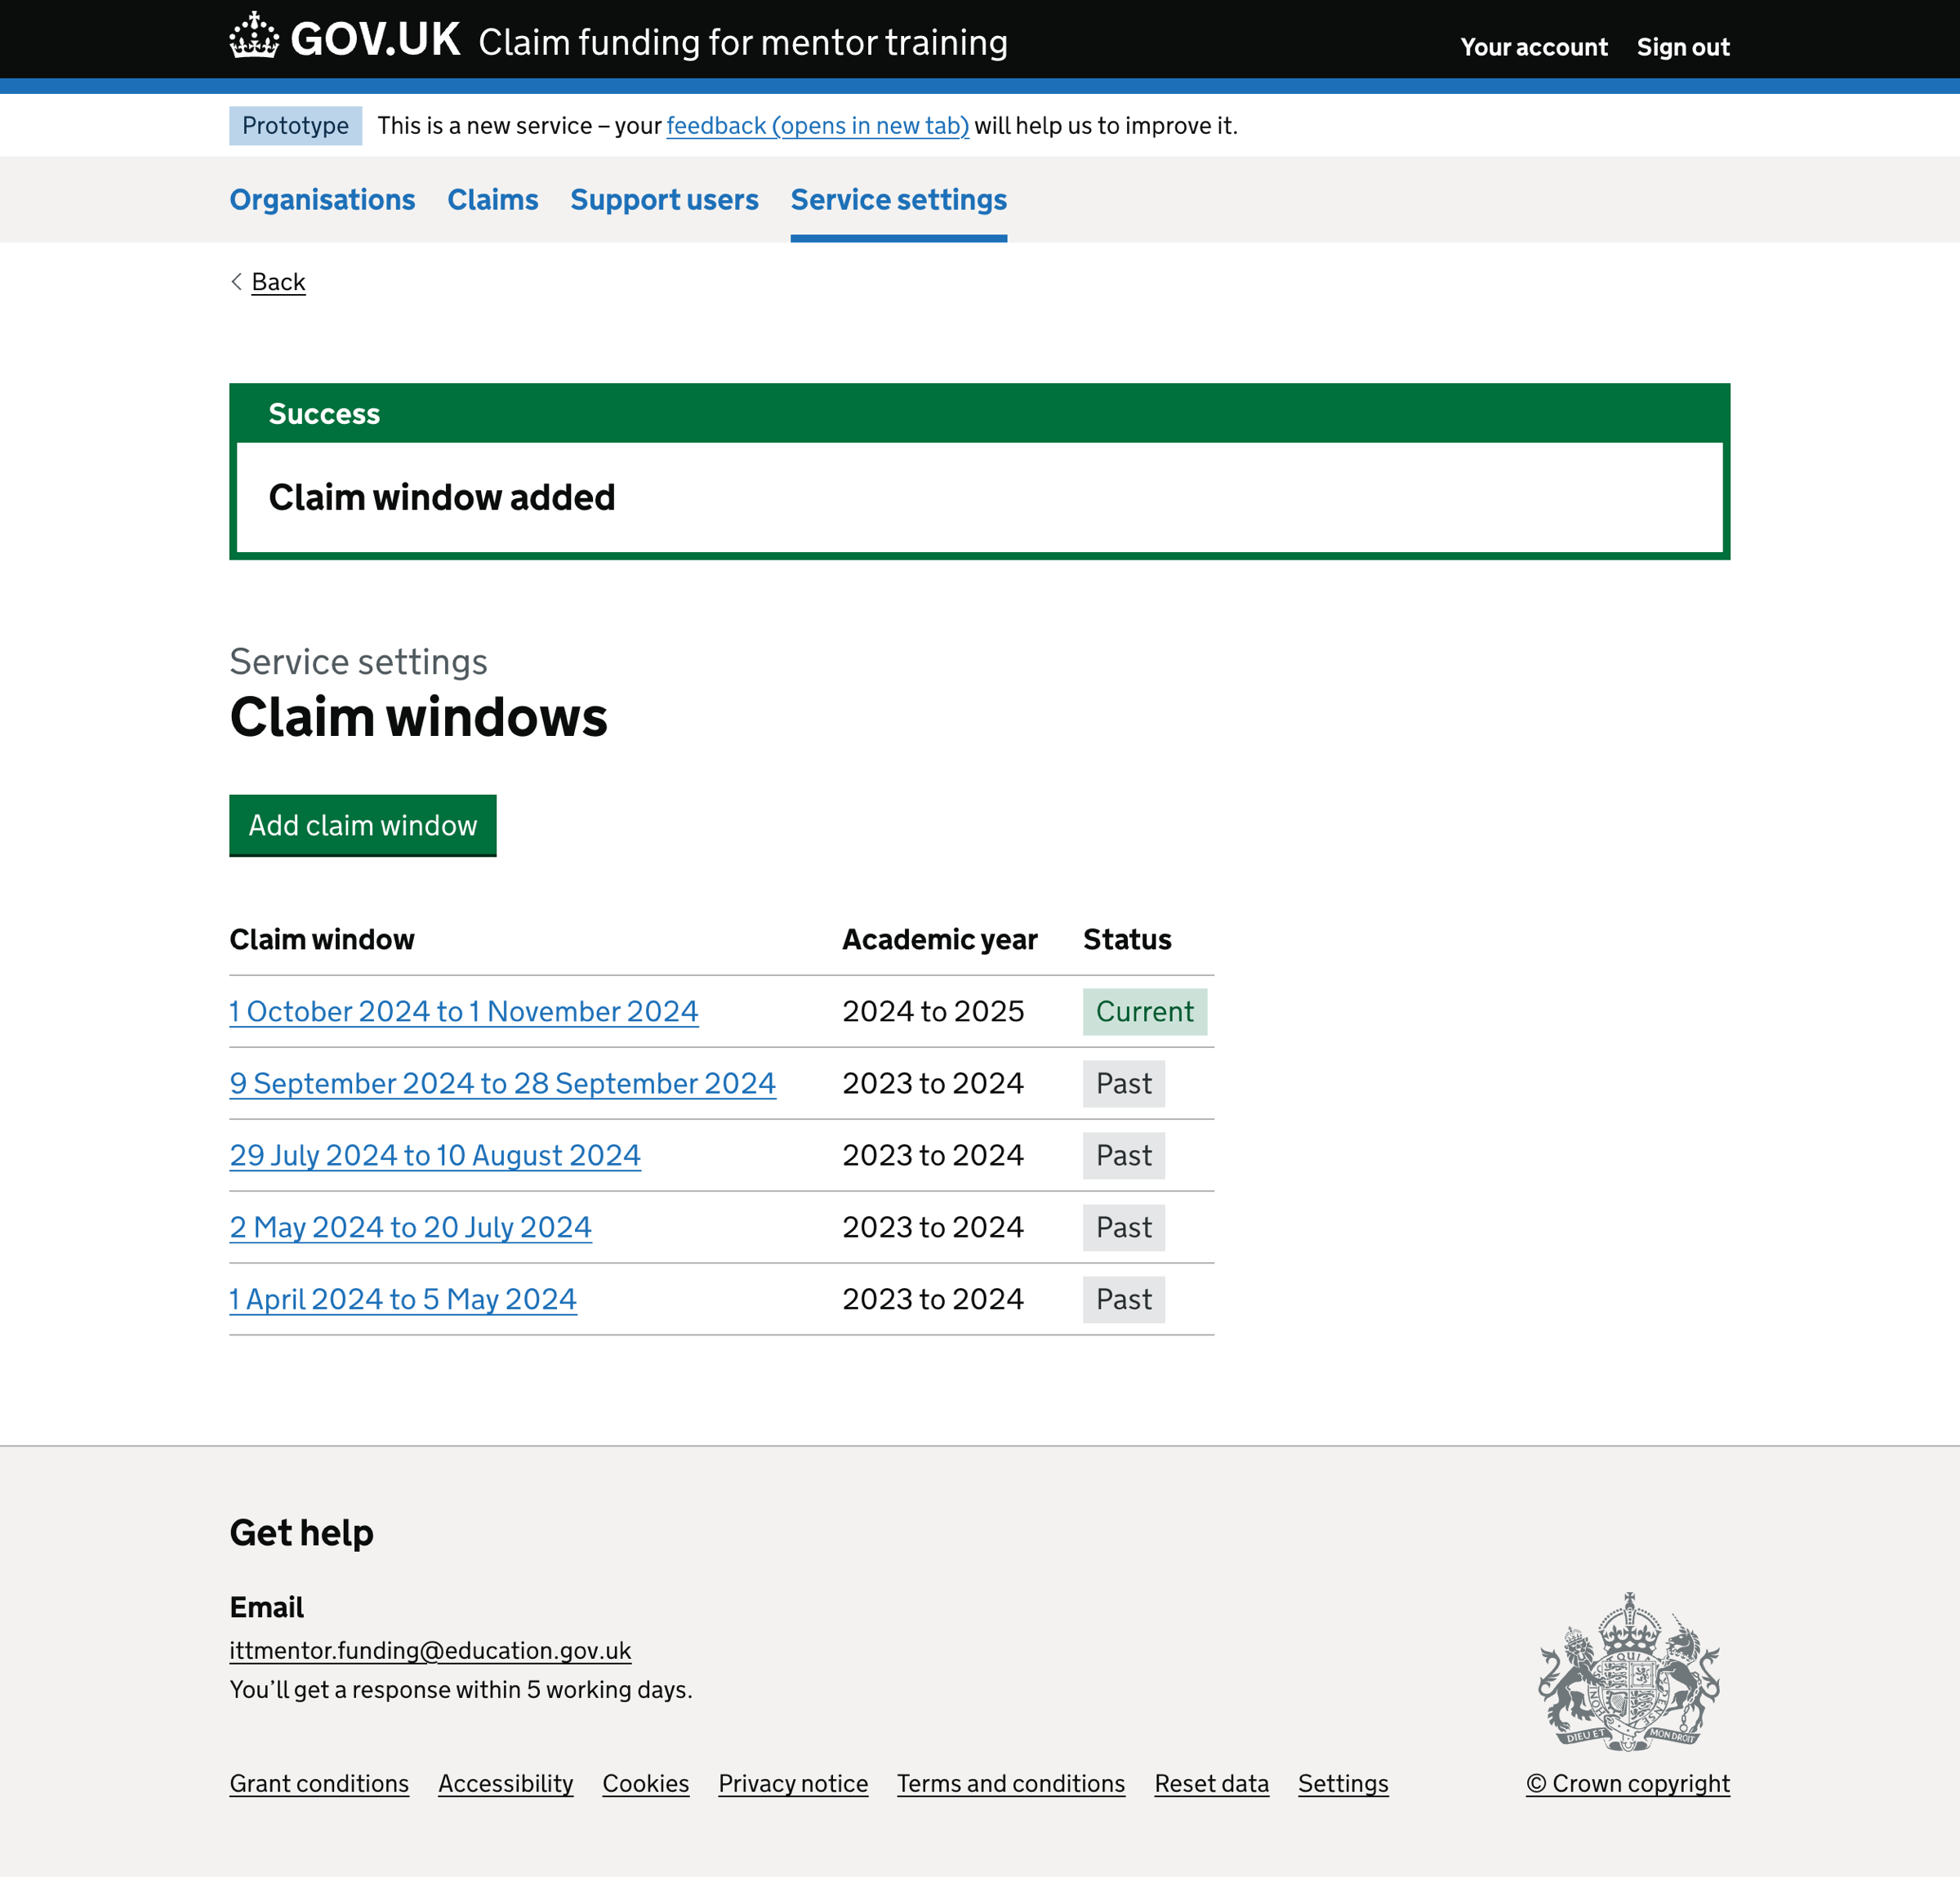 GOV.UK Claim funding for mentor training Your account Sign out
Prototype This is a new service – your feedback (opens in new tab) will help us to improve it.
Organisations Claims Support users Service settings
Back
Success
Claim window added
Service settings
Claim windows
Add claim window
Claim window Academic year Status
1 October 2024 to 1 November 2024 2024 to 2025 Current
9 September 2024 to 28 September 2024 2023 to 2024 Past
29 July 2024 to 10 August 2024 2023 to 2024 Past
2 May 2024 to 20 July 2024 2023 to 2024 Past
1 April 2024 to 5 May 2024 2023 to 2024 Past
Get help
Email
ittmentor.funding@education.gov.uk
You’ll get a response within 5 working days.
DIEU ET MON DROIT
Grant conditions Accessibility Cookies Privacy notice Terms and conditions Reset data Settings © Crown copyright